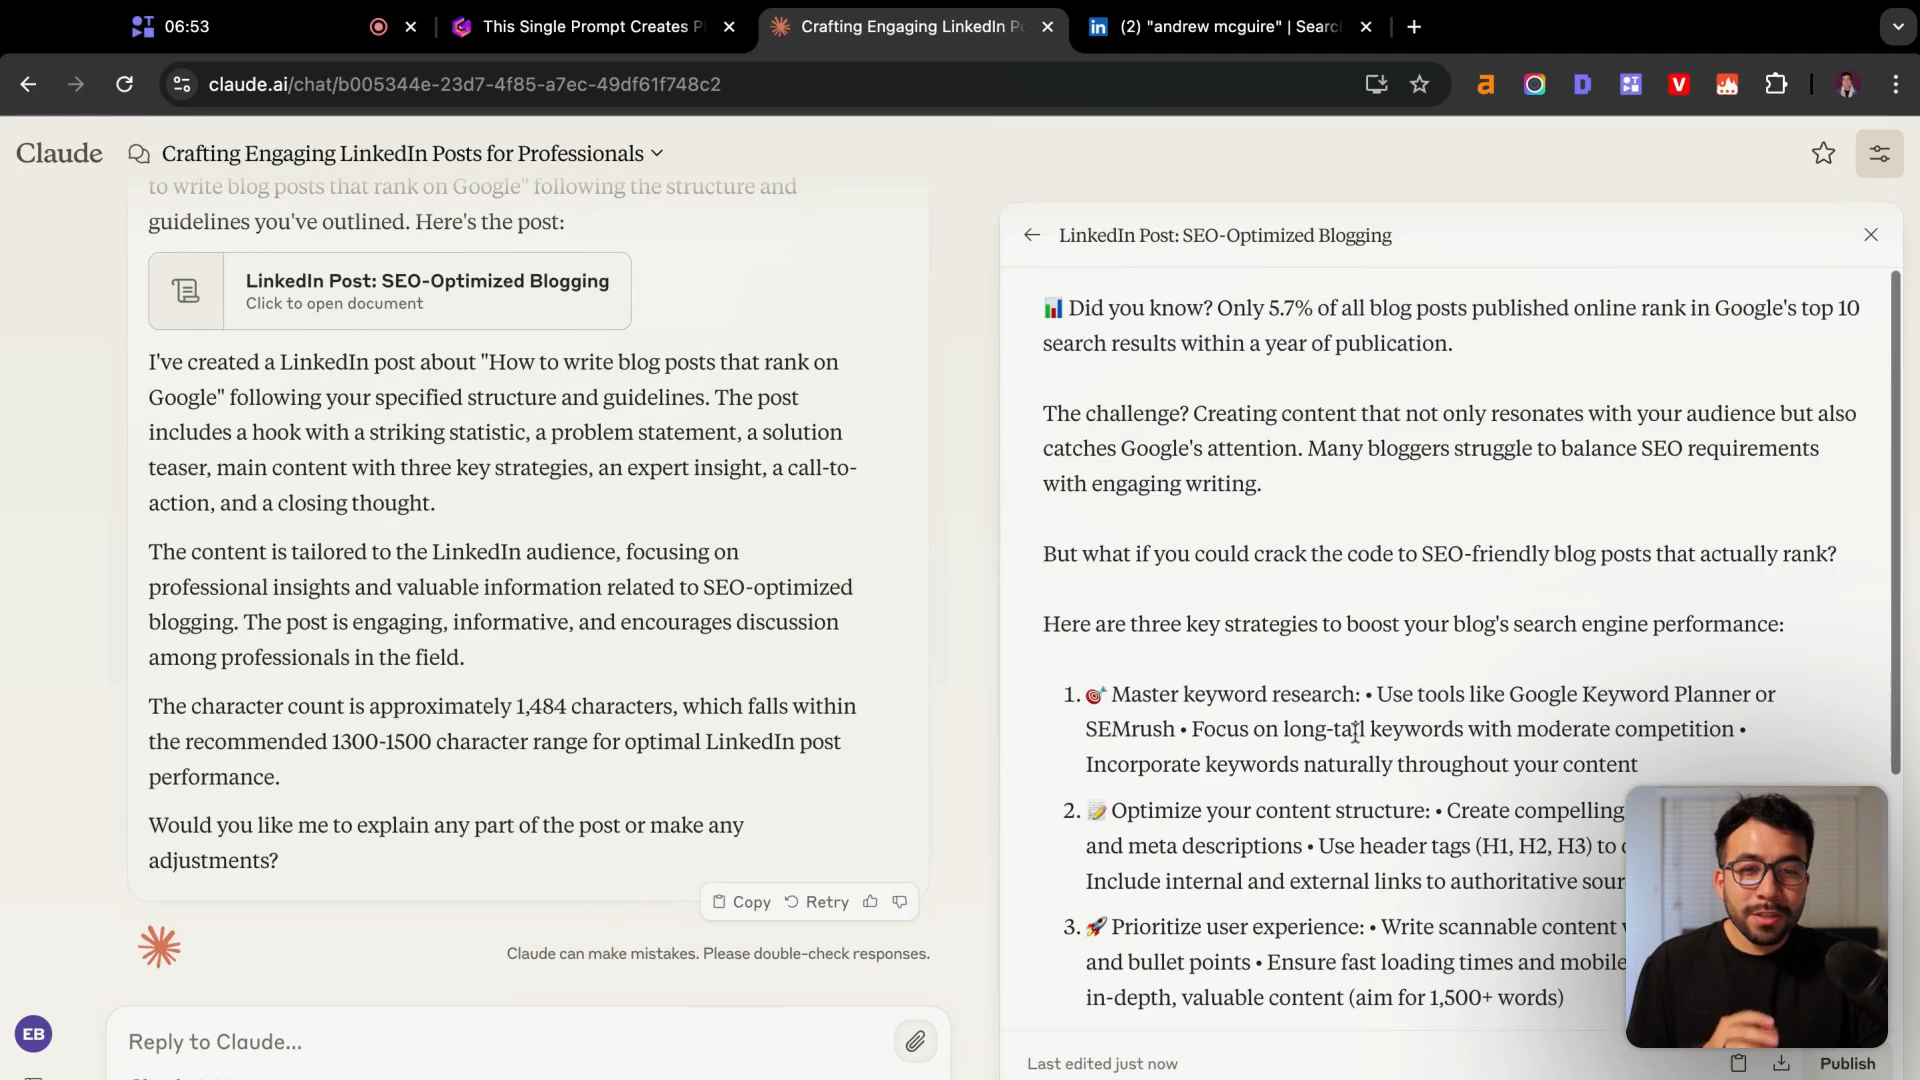 06:53
This Single Prompt Creates P
Crafting Engaging LinkedIn Po
(2) "andrew mcguire" | Searc
claude.ai/chat/b005344e-23d7-4f85-a7ec-49df61f748c2
Claude
Crafting Engaging LinkedIn Posts for Professionals
to write blog posts that rank on Google" following the structure and
guidelines you've outlined. Here's the post:
LinkedIn Post: SEO-Optimized Blogging
Click to open document
I've created a LinkedIn post about "How to write blog posts that rank on
Google" following your specified structure and guidelines. The post
includes a hook with a striking statistic, a problem statement, a solution
teaser, main content with three key strategies, an expert insight, a call-to-
action, and a closing thought.
The content is tailored to the LinkedIn audience, focusing on
professional insights and valuable information related to SEO-optimized
blogging. The post is engaging, informative, and encourages discussion
among professionals in the field.
The character count is approximately 1,484 characters, which falls within
the recommended 1300-1500 character range for optimal LinkedIn post
performance.
Would you like me to explain any part of the post or make any
adjustments?
Copy
Retry
Claude can make mistakes. Please double-check responses.
EB
Reply to Claude...
LinkedIn Post: SEO-Optimized Blogging
📊 Did you know? Only 5.7% of all blog posts published online rank in Google's top 10
search results within a year of publication.
The challenge? Creating content that not only resonates with your audience but also
catches Google's attention. Many bloggers struggle to balance SEO requirements
with engaging writing.
But what if you could crack the code to SEO-friendly blog posts that actually rank?
Here are three key strategies to boost your blog's search engine performance:
1. 🎯 Master keyword research: • Use tools like Google Keyword Planner or
SEMrush • Focus on long-tail keywords with moderate competition •
Incorporate keywords naturally throughout your content
2. 📝 Optimize your content structure: • Create compelling
and meta descriptions • Use header tags (H1, H2, H3) to
Include internal and external links to authoritative sour
3. 🚀 Prioritize user experience: • Write scannable content
and bullet points • Ensure fast loading times and mobile
in-depth, valuable content (aim for 1,500+ words)
Last edited just now
Publish